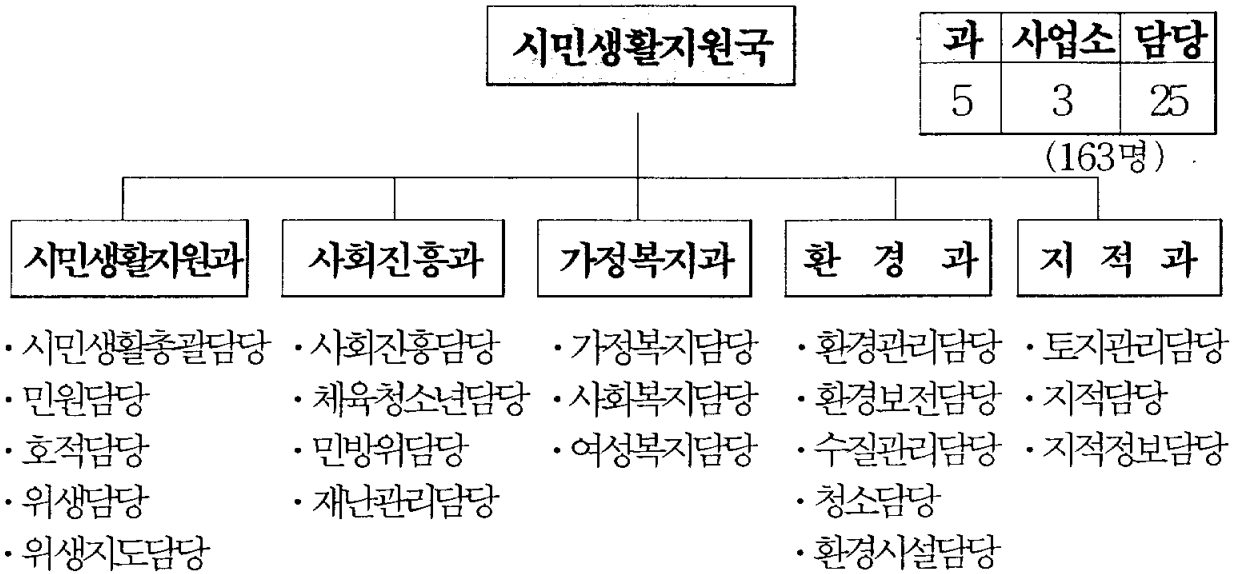 시민생활지원국
과 사업소 담당
5 3 25
(163명)
시민생활지원과 사회진흥과 가정복지과 환 경 과 지 적 과
· 시민생활총괄담당 · 사회진흥담당 · 가정복지담당 · 환경관리담당 · 토지관리담당
· 민원담당 · 체육청소년담당 · 사회복지담당 · 환경보전담당 · 지적담당
· 호적담당 · 민방위담당 · 여성복지담당 · 수질관리담당 · 지적정보담당
· 위생담당 · 재난관리담당 · 청소담당
· 위생지도담당 · 환경시설담당